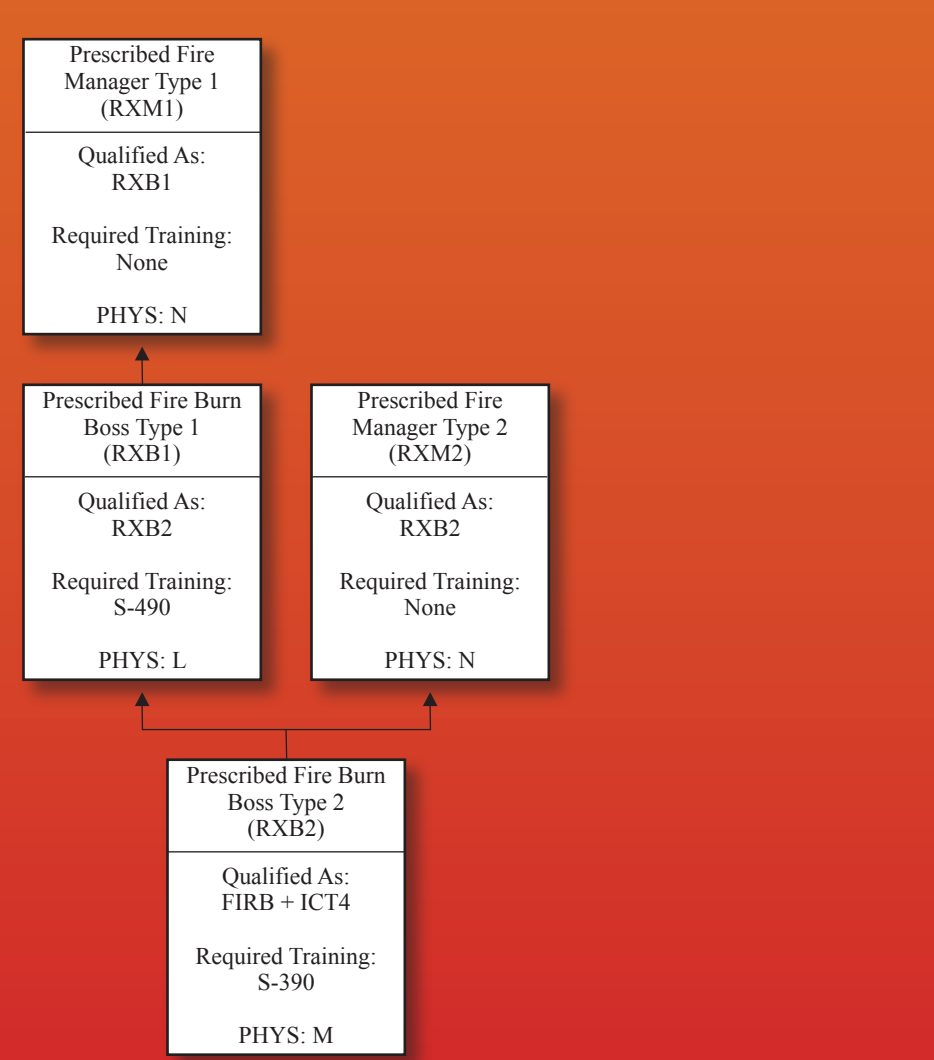 Prescribed Fire
Manager Type 1
(RXM1)
Qualified As:
RXB1
Required Training:
None
PHYS: N
Prescribed Fire Burn
Boss Type 1
(RXB1)
Qualified As:
RXB2
Required Training:
S-490
PHYS: L
Prescribed Fire
Manager Type 2
(RXM2)
Qualified As:
RXB2
Required Training:
None
PHYS: N
Prescribed Fire Burn
Boss Type 2
(RXB2)
Qualified As:
FIRB + ICT4
Required Training:
S-390
PHYS: M